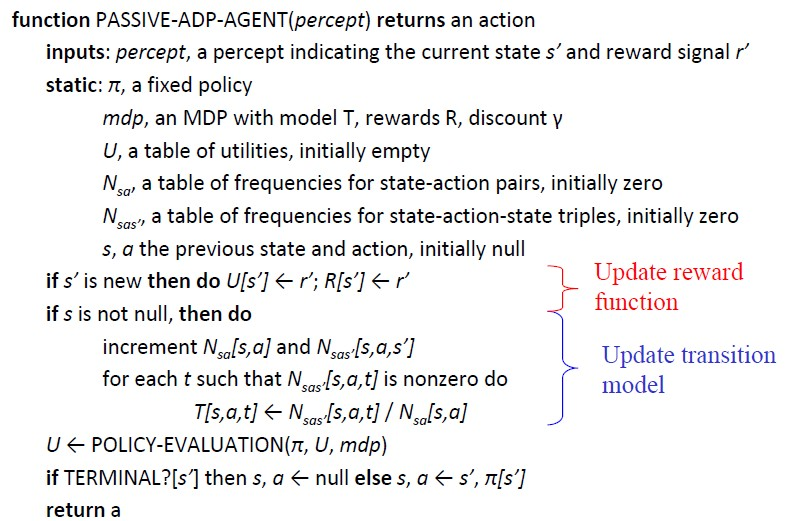 function PASSIVE-ADP-AGENT(percept) returns an action
inputs: percept, a percept indicating the current state s’ and reward signal r’
static: π, a fixed policy
mdp, an MDP with model T, rewards R, discount γ
U, a table of utilities, initially empty
Nsa, a table of frequencies for state-action pairs, initially zero
Nsas’, a table of frequencies for state-action-state triples, initially zero
s, a the previous state and action, initially null
if s’ is new then do U[s’] ← r’; R[s’] ← r’
Update reward
function
if s is not null, then do
increment Nsa[s,a] and Nsas’[s,a,s’]
for each t such that Nsas’[s,a,t] is nonzero do
T[s,a,t] ← Nsas’[s,a,t] / Nsa[s,a]
Update transition
model
U ← POLICY-EVALUATION(π, U, mdp)
if TERMINAL?[s’] then s, a ← null else s, a ← s’, π[s’]
return a